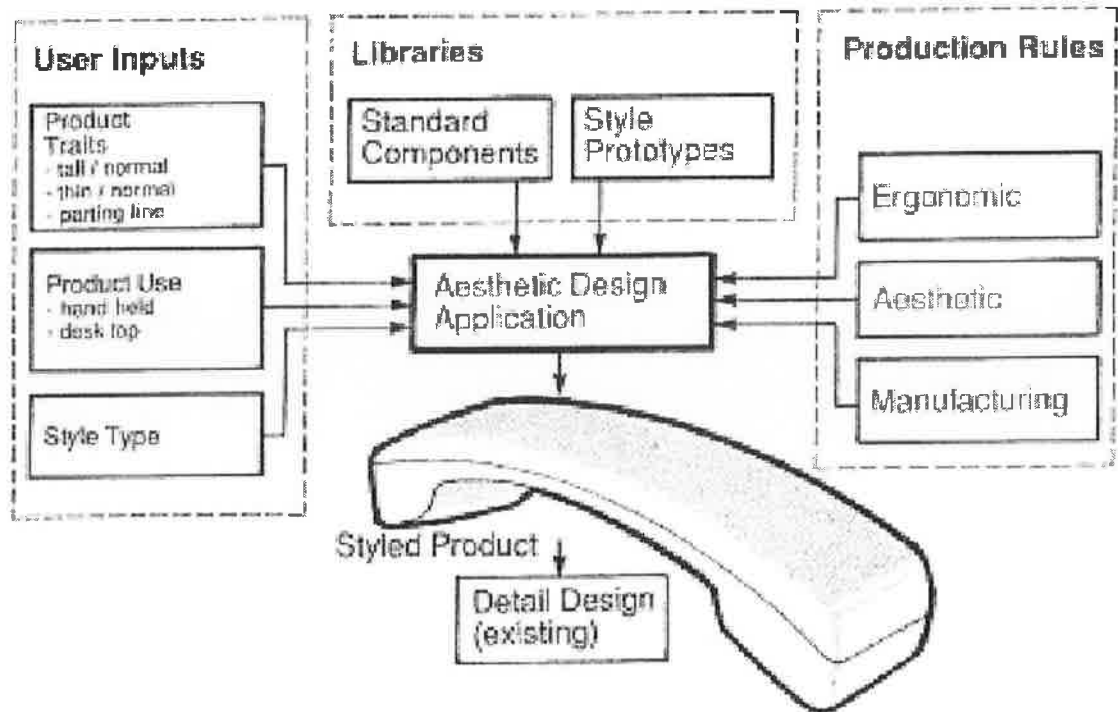 User Inputs
Product
Traits
- tall / normal
- thin / normal
- parting line
Product Use
- hand held
- desk top
Style Type
Libraries
Standard
Components
Style
Prototypes
Production Rules
Ergonomic
Aesthetic
Manufacturing
Aesthetic Design
Application
Styled Product
Detail Design
(existing)